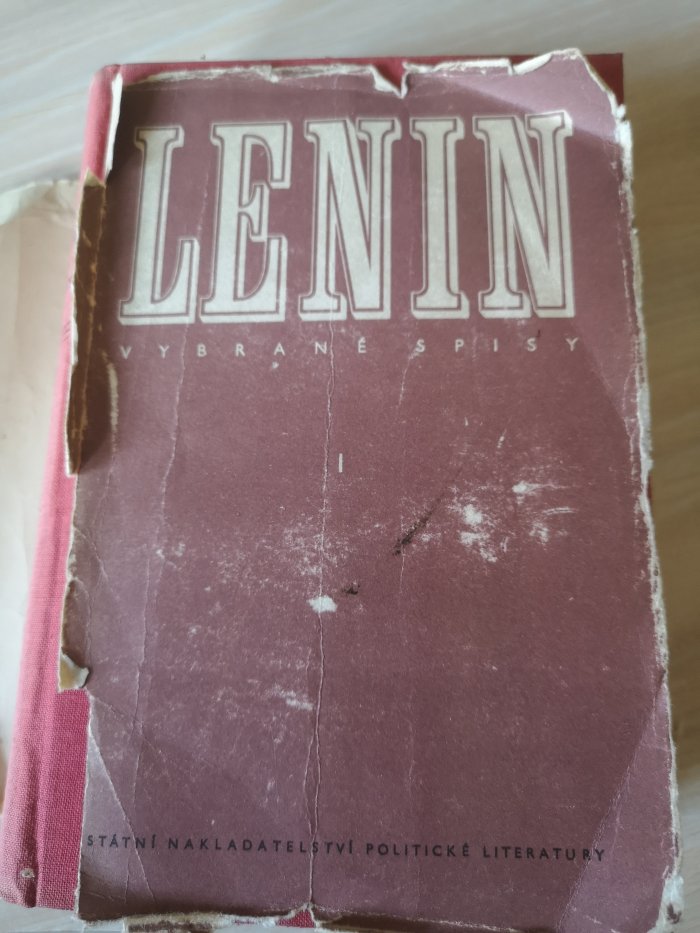 LENIN
VYBRANÉ SPISY
I
STÁTNÍ NAKLADATELSTVÍ POLITICKÉ LITERATURY